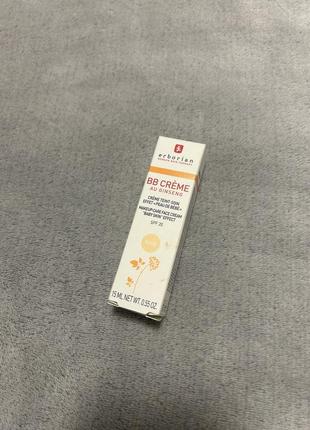 erborian
BB CRÈME
AU GINSENG
CRÈME TEINT-SOIN
EFFET «PEAU DE BÉBÉ»
MAKEUP-CARE FACE CREAM
"BABY SKIN" EFFECT
SPF 20
15 ML NET WT 0.55 OZ.